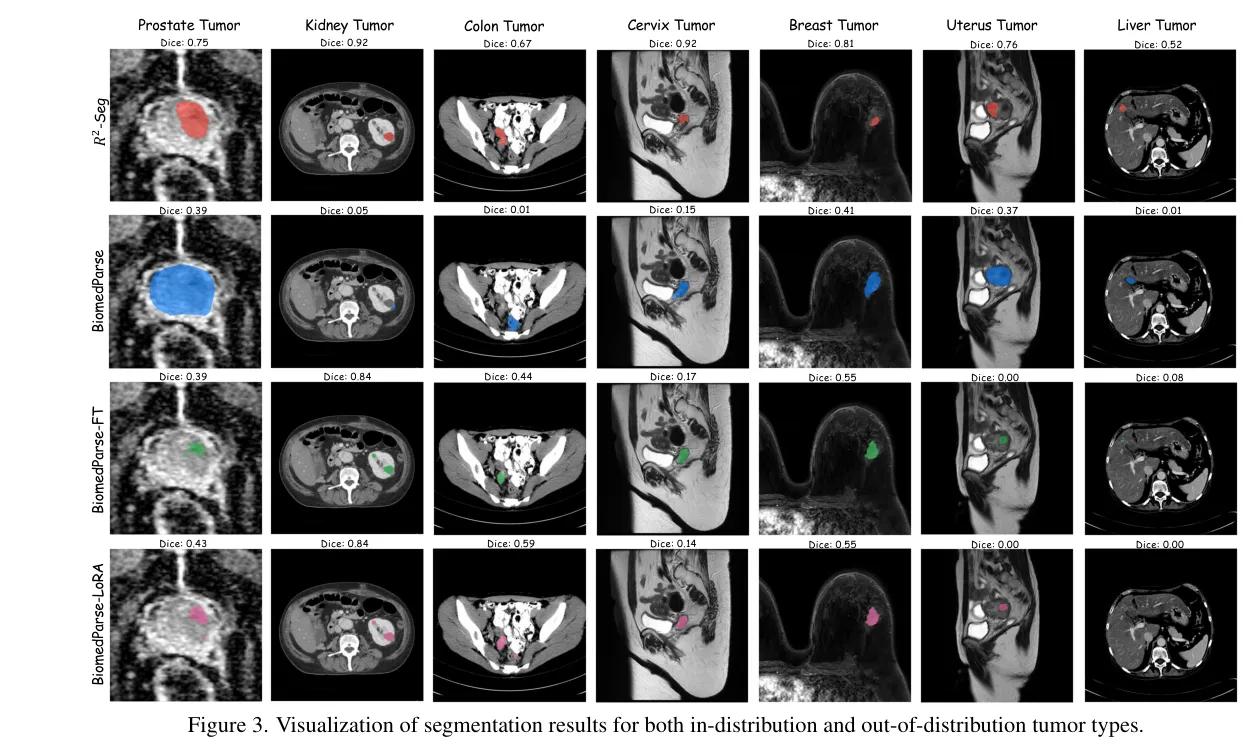 Prostate Tumor Kidney Tumor Colon Tumor Cervix Tumor Breast Tumor Uterus Tumor Liver Tumor
Dice: 0.75 Dice: 0.92 Dice: 0.67 Dice: 0.92 Dice: 0.81 Dice: 0.76 Dice: 0.52
R²-Seg
Dice: 0.39 Dice: 0.05 Dice: 0.01 Dice: 0.15 Dice: 0.41 Dice: 0.37 Dice: 0.01
BiomedParse
Dice: 0.39 Dice: 0.84 Dice: 0.44 Dice: 0.17 Dice: 0.55 Dice: 0.00 Dice: 0.08
BiomedParse-FT
Dice: 0.43 Dice: 0.84 Dice: 0.59 Dice: 0.14 Dice: 0.55 Dice: 0.00 Dice: 0.00
BiomedParse-LoRA
Figure 3. Visualization of segmentation results for both in-distribution and out-of-distribution tumor types.